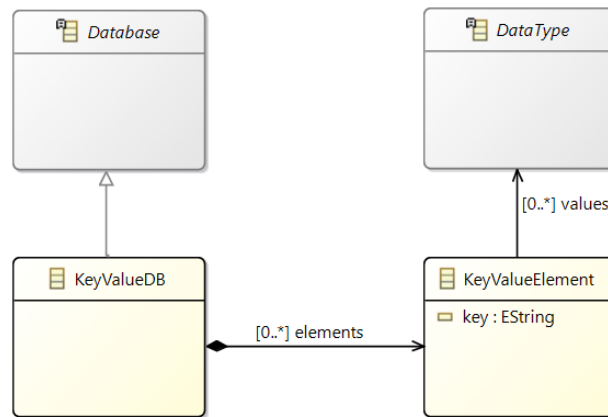 Database
DataType
[0..*] values
KeyValueDB
KeyValueElement
key : EString
[0..*] elements